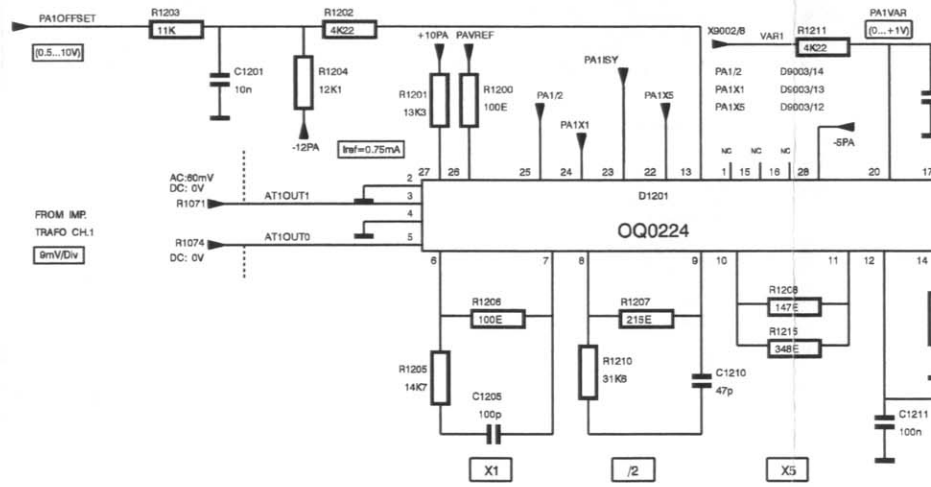 PA1OFFSET
(0.5...10V)
R1203
11K
R1202
4K22
C1201
10n
R1204
12K1
-12PA
Iref=0.75mA
+10PA PAVREF
R1201
13K3
R1200
100E
PA1/2
PA1X1
PA1ISY
PA1X5
X9002/8 VAR1
R1211
4K22
PA1VAR
(0...+1V)
PA1/2 D9003/14
PA1X1 D9003/13
PA1X5 D9003/12
NC NC NC
-5PA
27 26 25 24 23 22 13 1 15 16 28 20 17
AC:60mV
DC: 0V
R1071 AT1OUT1
R1074 AT1OUT0
DC: 0V
FROM IMP.
TRAFO CH.1
9mV/Div
2
3
4
5
D1201
OQ0224
6 7 8 9 10 11 12 14
R1206
100E
R1205
14K7
C1205
100p
R1207
215E
R1210
31K6
C1210
47p
R1208
147E
R1215
348E
C1211
100n
X1 /2 X5